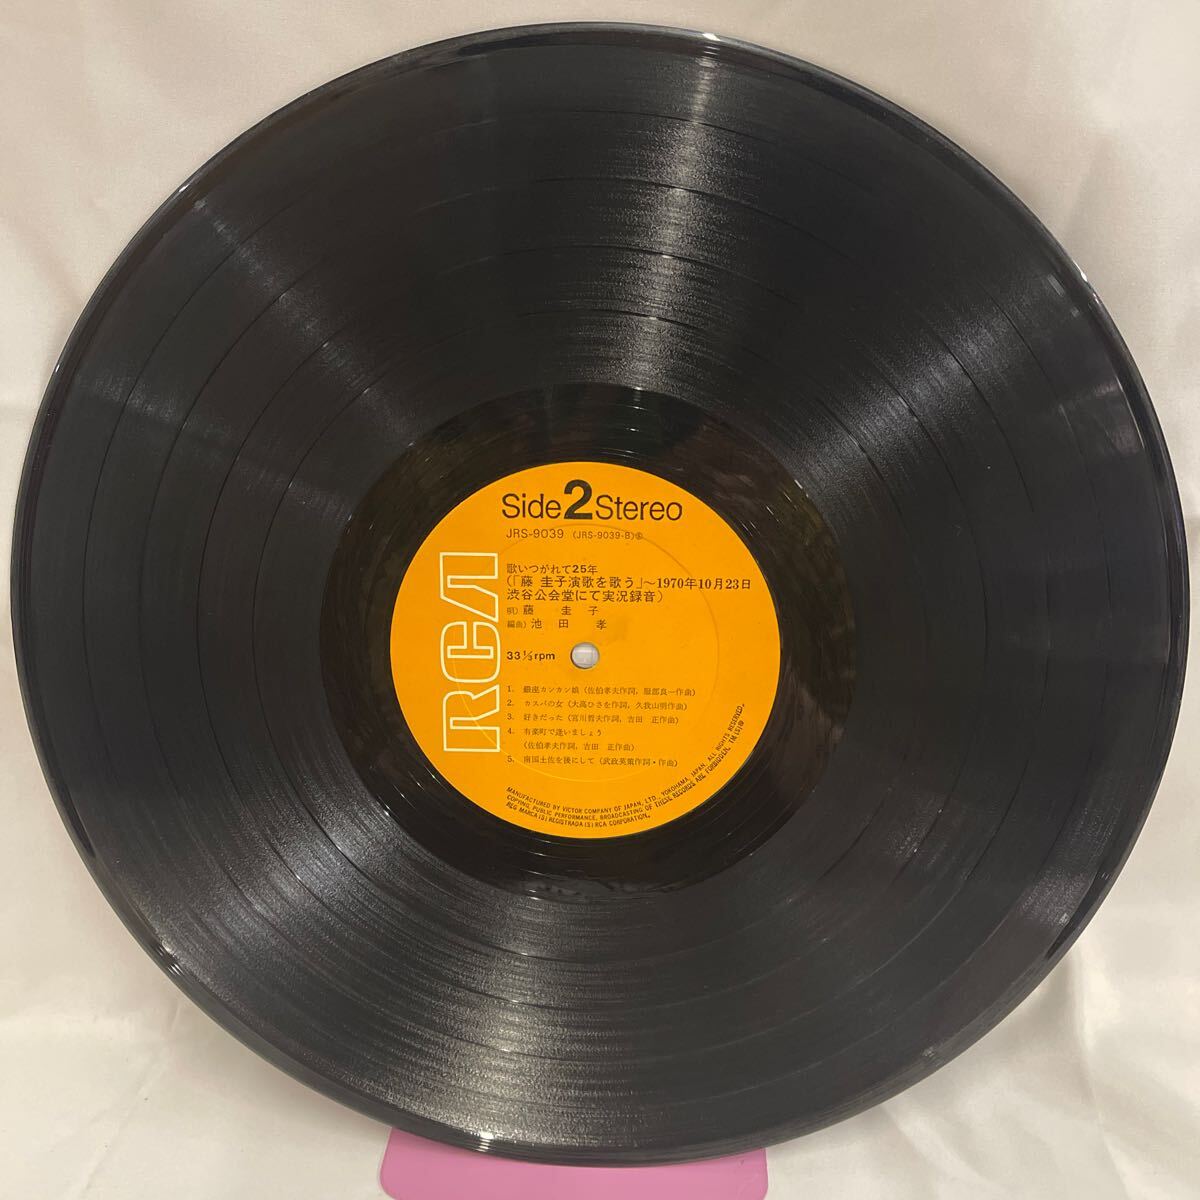 Side 2 Stereo
JRS-9039 (JRS-9039-B)Ⓢ
歌いつがれて25年
(「藤 圭子演歌を歌う」〜1970年10月23日
渋谷公会堂にて実況録音)
唄) 藤 圭 子
編曲) 池 田 孝
33⅓rpm
RCA
1. 銀座カンカン娘 (佐伯孝夫作詞, 服部良一作曲)
2. カスバの女 (大高ひさを作詞, 久我山明作曲)
3. 好きだった (宮川哲夫作詞, 吉田 正作曲)
4. 有楽町で逢いましょう
(佐伯孝夫作詞, 吉田 正作曲)
5. 南国土佐を後にして (武政英策作詞・作曲)
MANUFACTURED BY VICTOR COMPANY OF JAPAN, LTD. YOKOHAMA, JAPAN. ALL RIGHTS RESERVED.
COPYING, PUBLIC PERFORMANCE, BROADCASTING OF THESE RECORDS ARE FORBIDDEN. TM(S)®
REG MARCA(S) REGISTRADA(S) RCA CORPORATION.